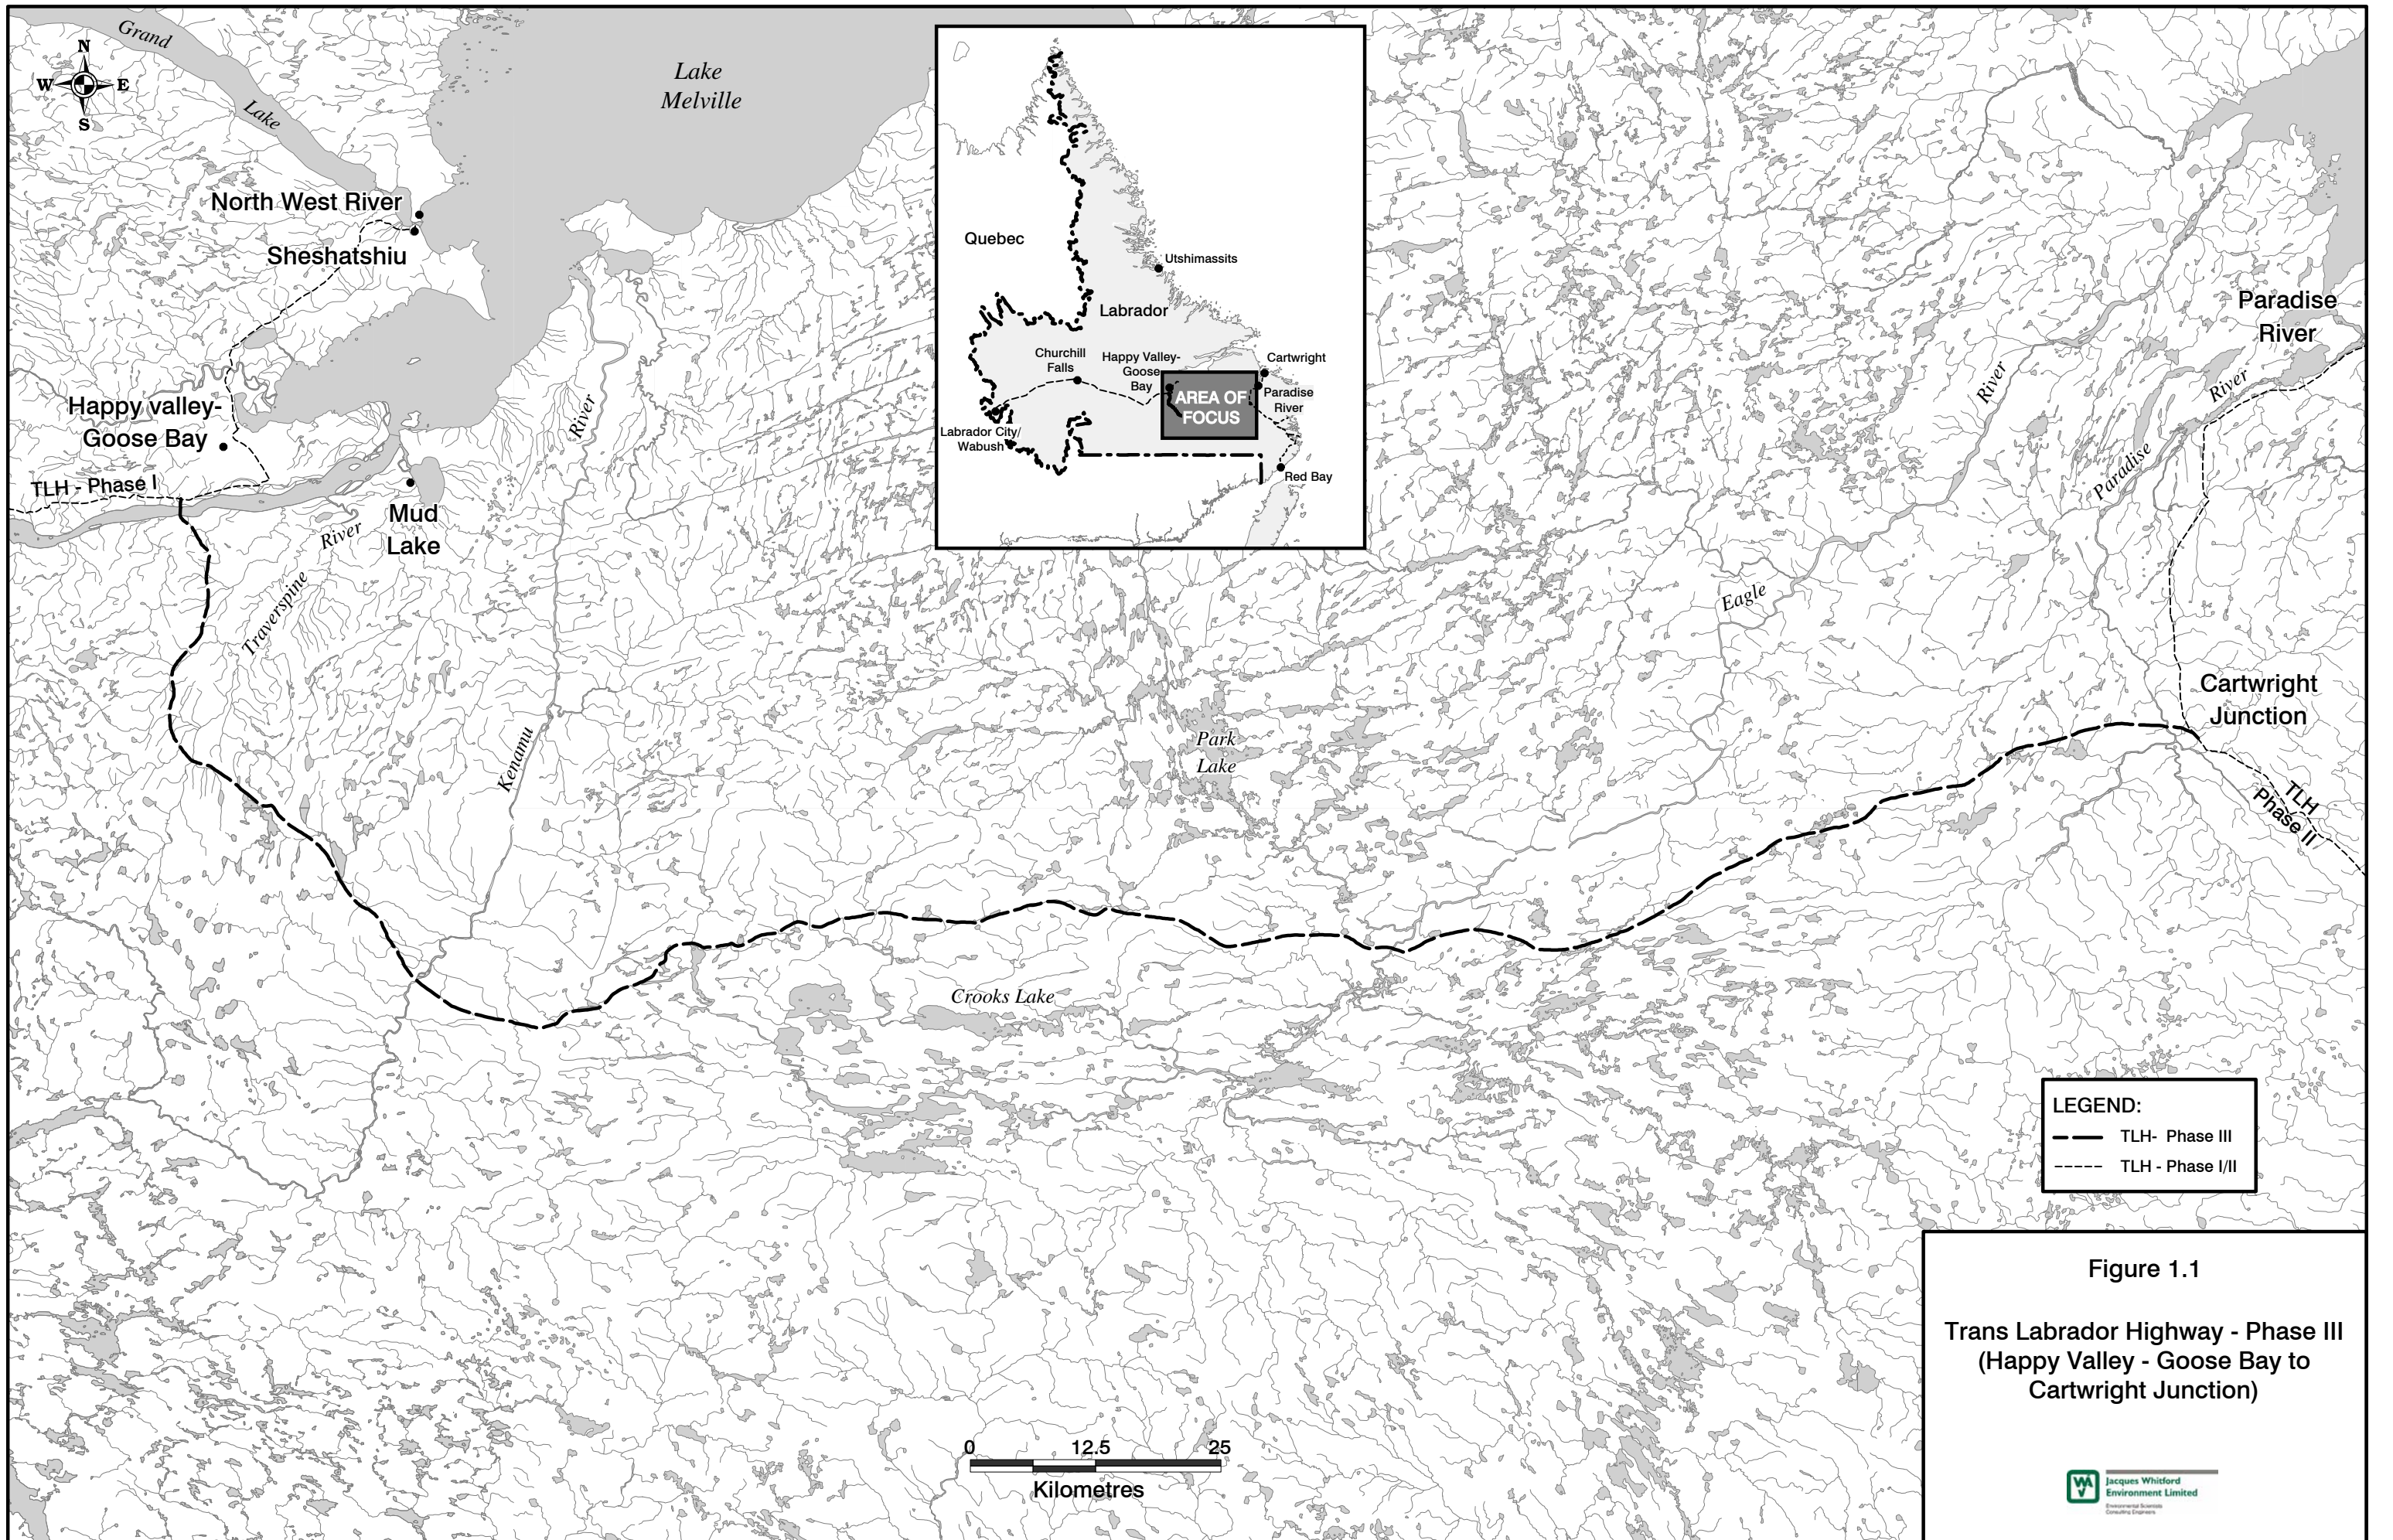 Grand
Lake
N
W
E
S
Lake
Melville
North West River
Sheshatshiu
Happy valley-
Goose Bay
TLH - Phase I
Mud
Lake
Traverspine
River
Kenamu
River
Quebec
Utshimassits
Labrador
Churchill
Falls
Happy Valley-
Goose
Bay
Cartwright
AREA OF
FOCUS
Paradise
River
Labrador City/
Wabush
Red Bay
Paradise
River
River
Paradise
River
Eagle
Cartwright
Junction
Park
Lake
TLH
Phase II
Crooks Lake
LEGEND:
TLH- Phase III
TLH - Phase I/II
Figure 1.1
Trans Labrador Highway - Phase III
(Happy Valley - Goose Bay to
Cartwright Junction)
0 12.5 25
Kilometres
Jacques Whitford
Environment Limited
Environmental Scientists
Consulting Engineers